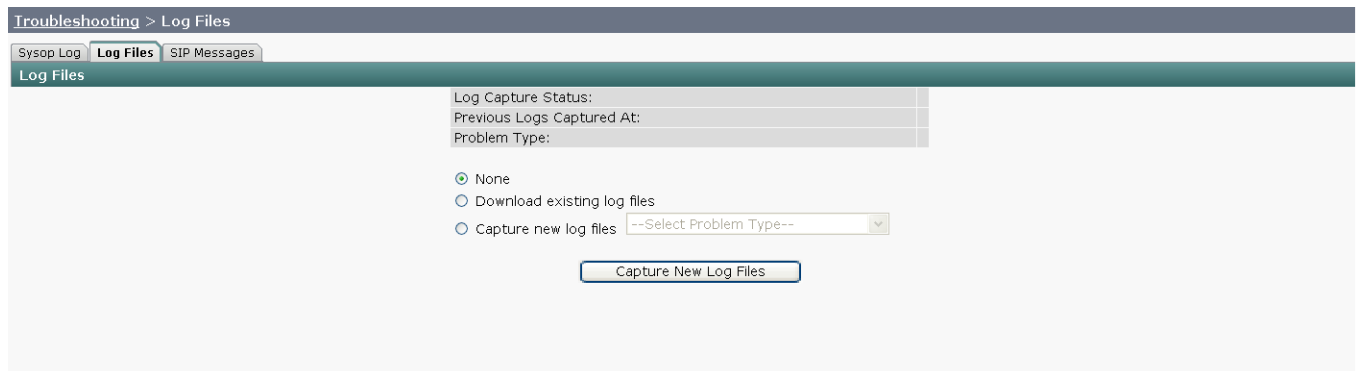 Troubleshooting > Log Files
Sysop Log Log Files SIP Messages
Log Files
Log Capture Status:
Previous Logs Captured At:
Problem Type:
None
Download existing log files
Capture new log files --Select Problem Type--
Capture New Log Files